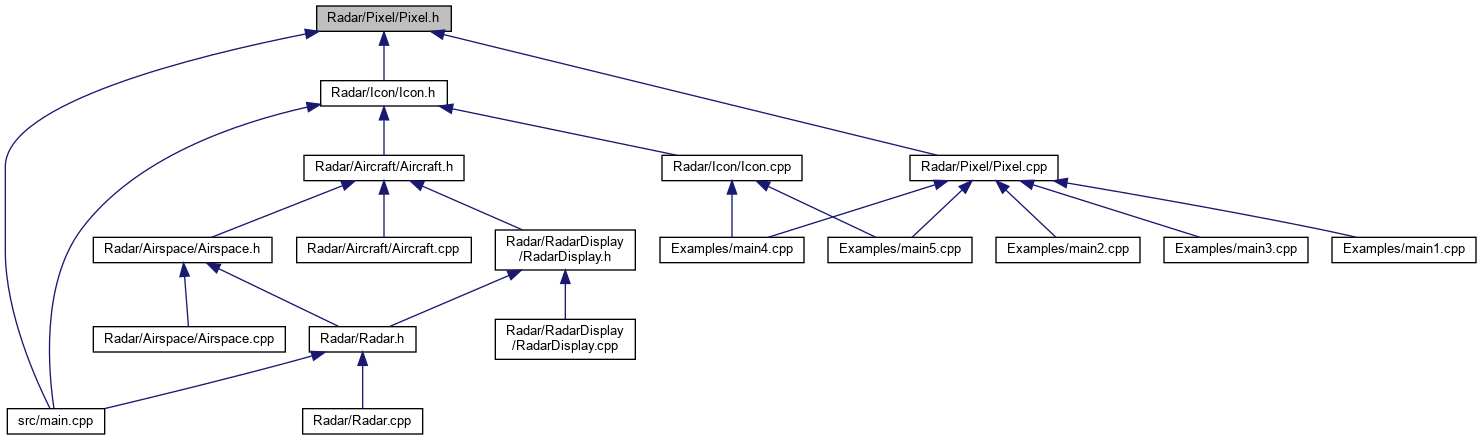 Radar/Pixel/Pixel.h
Radar/Icon/Icon.h
Radar/Aircraft/Aircraft.h
Radar/Icon/Icon.cpp
Radar/Pixel/Pixel.cpp
Radar/Airspace/Airspace.h
Radar/Aircraft/Aircraft.cpp
Radar/RadarDisplay
/RadarDisplay.h
Examples/main4.cpp
Examples/main5.cpp
Examples/main2.cpp
Examples/main3.cpp
Examples/main1.cpp
Radar/Airspace/Airspace.cpp
Radar/Radar.h
Radar/RadarDisplay
/RadarDisplay.cpp
src/main.cpp
Radar/Radar.cpp